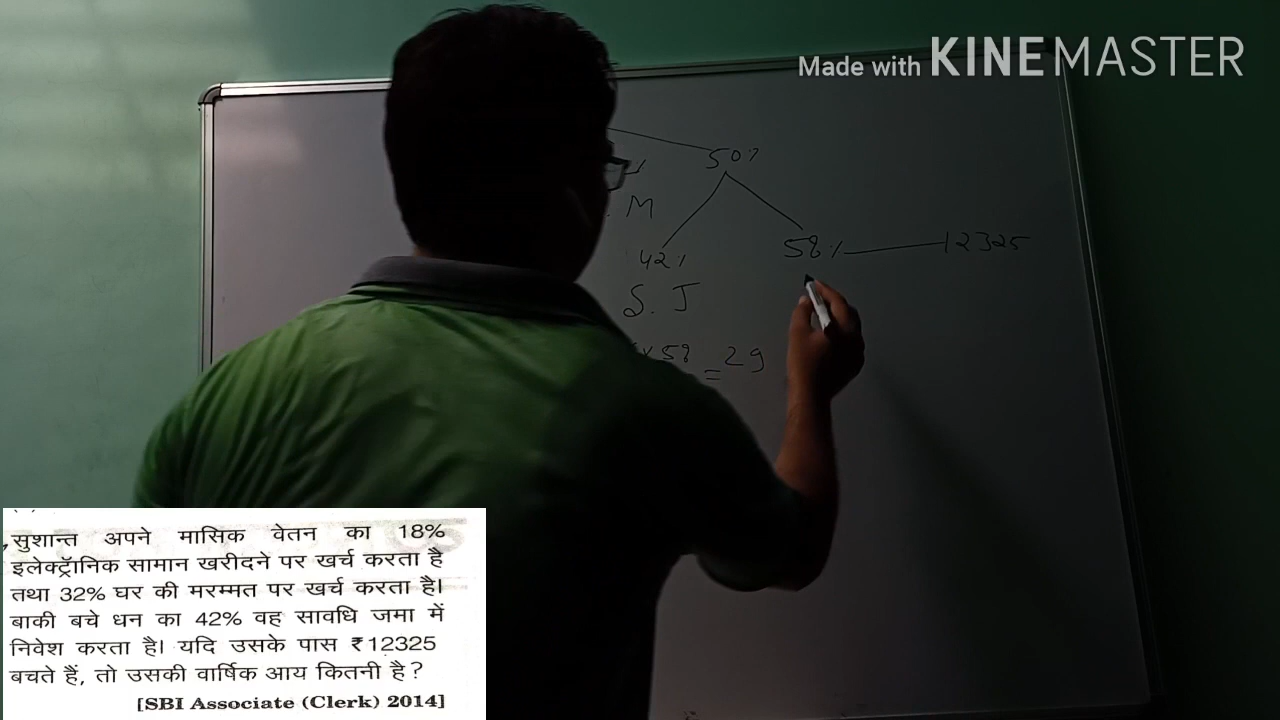 Made with KINEMASTER
50%
. M
42%
58%
12325
S. J
x 58 = 29
सुशान्त अपने मासिक वेतन का 18%
इलेक्ट्रॉनिक सामान खरीदने पर खर्च करता है
तथा 32% घर की मरम्मत पर खर्च करता है।
बाकी बचे धन का 42% वह सावधि जमा में
निवेश करता है। यदि उसके पास ₹12325
बचते हैं, तो उसकी वार्षिक आय कितनी है?
[SBI Associate (Clerk) 2014]